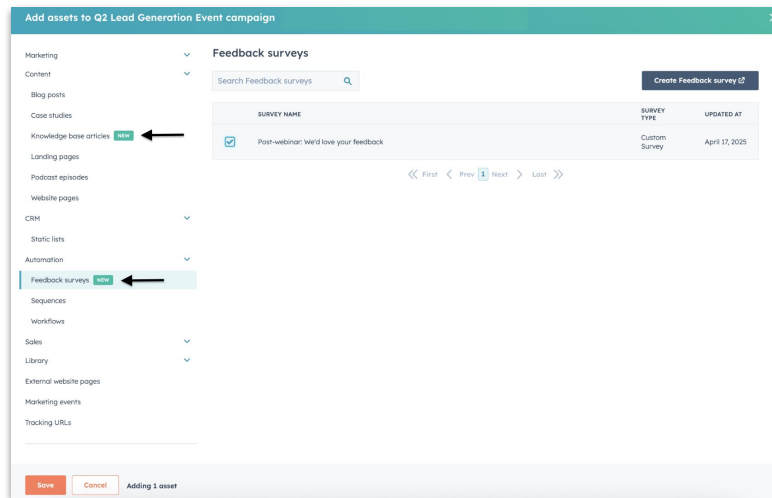 Add assets to Q2 Lead Generation Event campaign
Marketing
Content
Blog posts
Case studies
Knowledge base articles NEW
Landing pages
Podcast episodes
Website pages
CRM
Static lists
Automation
Feedback surveys NEW
Sequences
Workflows
Sales
Library
External website pages
Marketing events
Tracking URLs
Feedback surveys
Search Feedback surveys
Create Feedback survey
SURVEY NAME
SURVEY
TYPE
UPDATED AT
Post-webinar: We'd love your feedback
Custom
Survey
April 17, 2025
First Prev 1 Next Last
Save Cancel Adding 1 asset